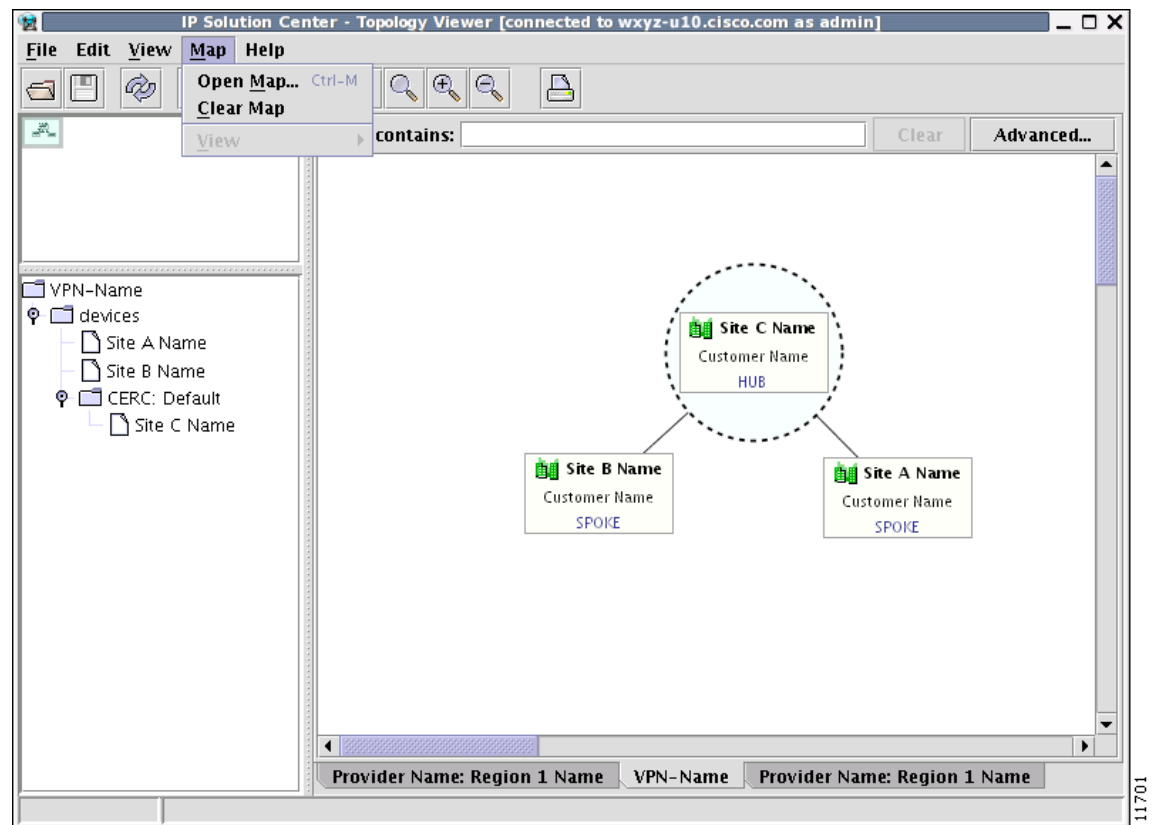 IP Solution Center - Topology Viewer [connected to wxyz-u10.cisco.com as admin]
File Edit View Map Help
Open Map... Ctrl-M
Clear Map
View
contains:
Clear
Advanced...
VPN-Name
devices
Site A Name
Site B Name
CERC: Default
Site C Name
Site C Name
Customer Name
HUB
Site B Name
Customer Name
SPOKE
Site A Name
Customer Name
SPOKE
Provider Name: Region 1 Name
VPN-Name
Provider Name: Region 1 Name
11701